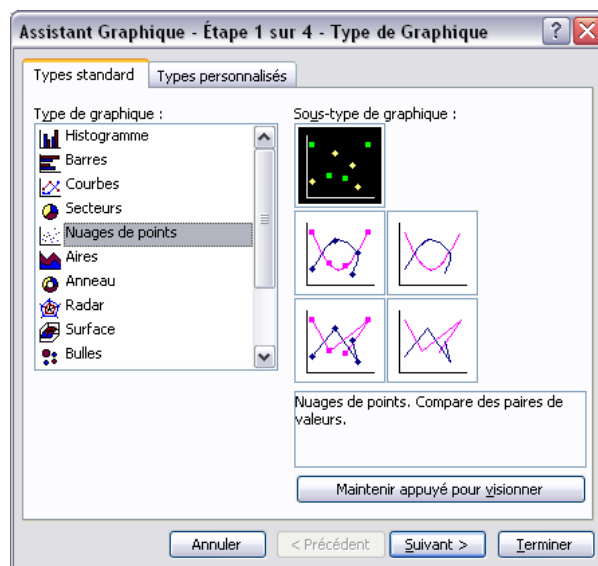 Assistant Graphique - Étape 1 sur 4 - Type de Graphique
Types standard
Types personnalisés
Type de graphique :
Histogramme
Barres
Courbes
Secteurs
Nuages de points
Aires
Anneau
Radar
Surface
Bulles
Sous-type de graphique :
Nuages de points. Compare des paires de
valeurs.
Maintenir appuyé pour visionner
Annuler
< Précédent
Suivant >
Terminer